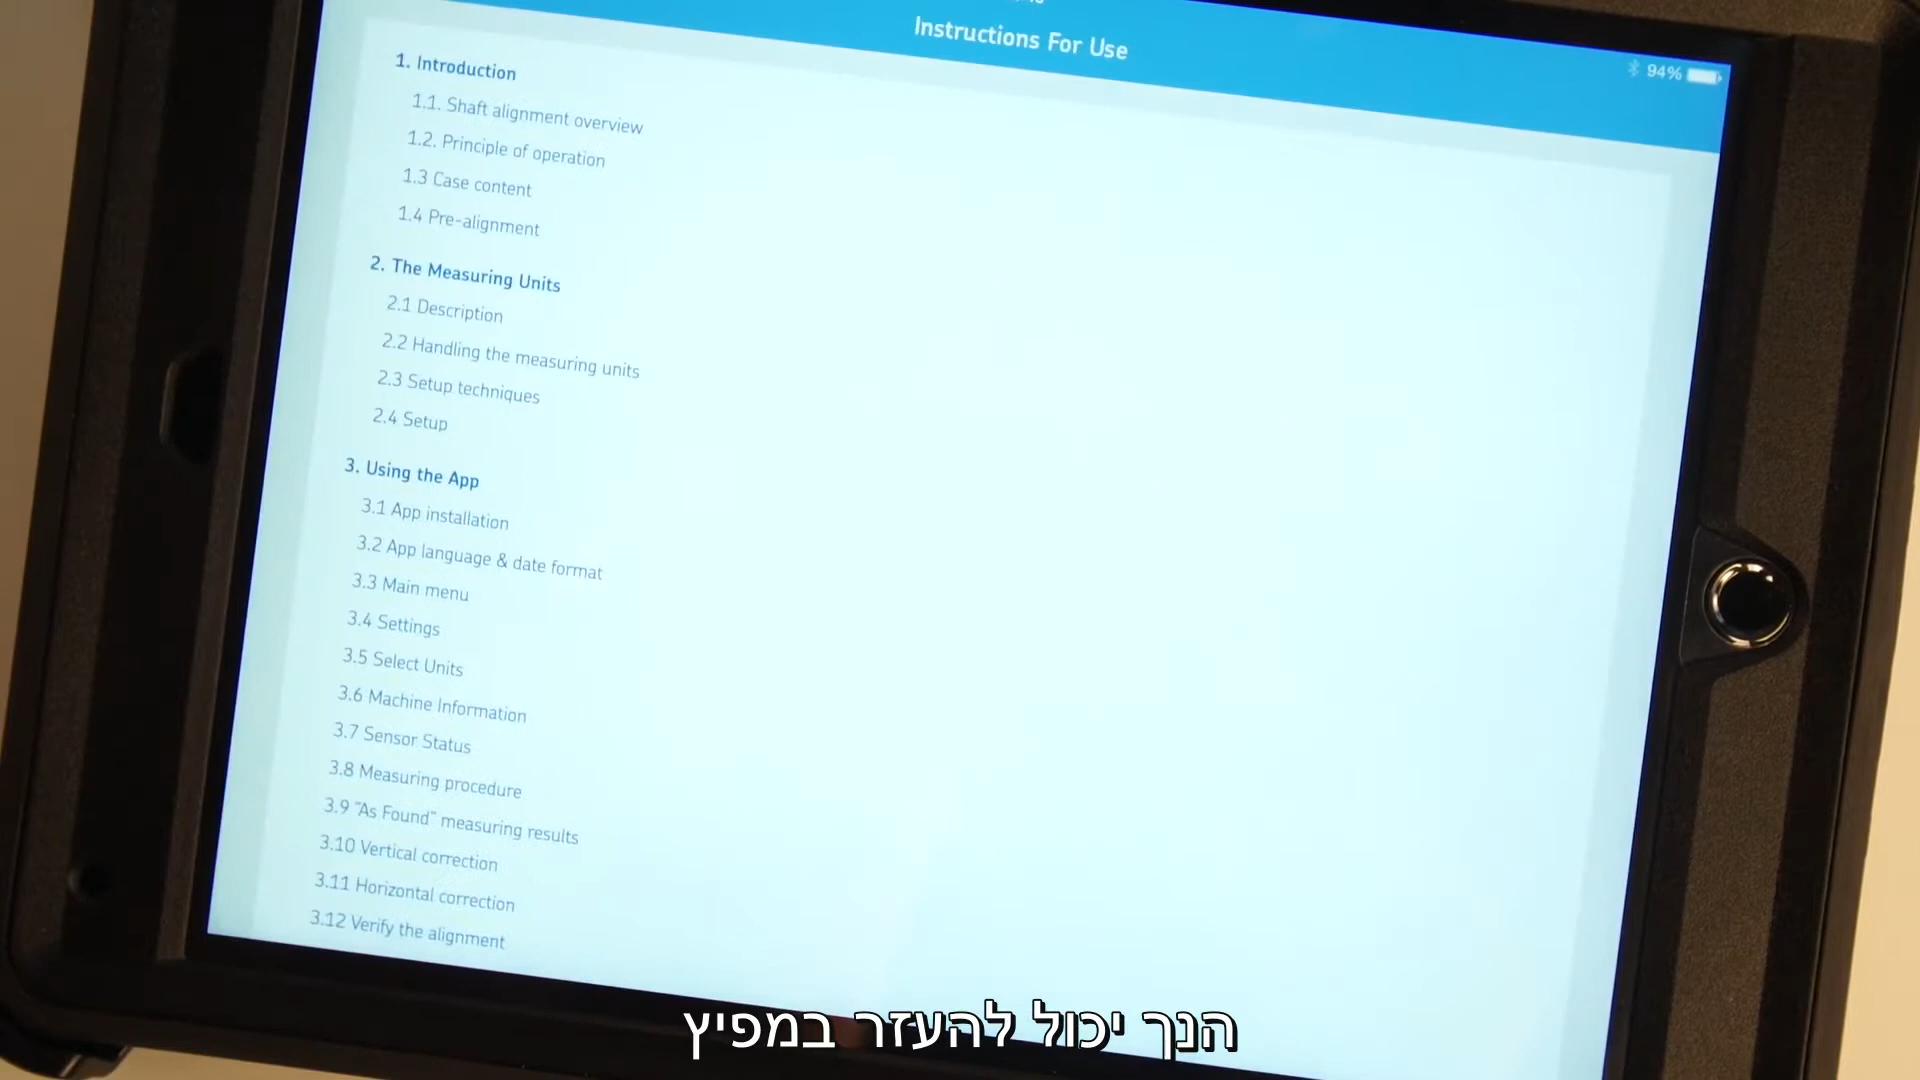 Instructions For Use
94%
1. Introduction
1.1. Shaft alignment overview
1.2. Principle of operation
1.3 Case content
1.4 Pre-alignment
2. The Measuring Units
2.1 Description
2.2 Handling the measuring units
2.3 Setup techniques
2.4 Setup
3. Using the App
3.1 App installation
3.2 App language & date format
3.3 Main menu
3.4 Settings
3.5 Select Units
3.6 Machine Information
3.7 Sensor Status
3.8 Measuring procedure
3.9 "As Found" measuring results
3.10 Vertical correction
3.11 Horizontal correction
3.12 Verify the alignment
הנך יכול להעזר במפיץ